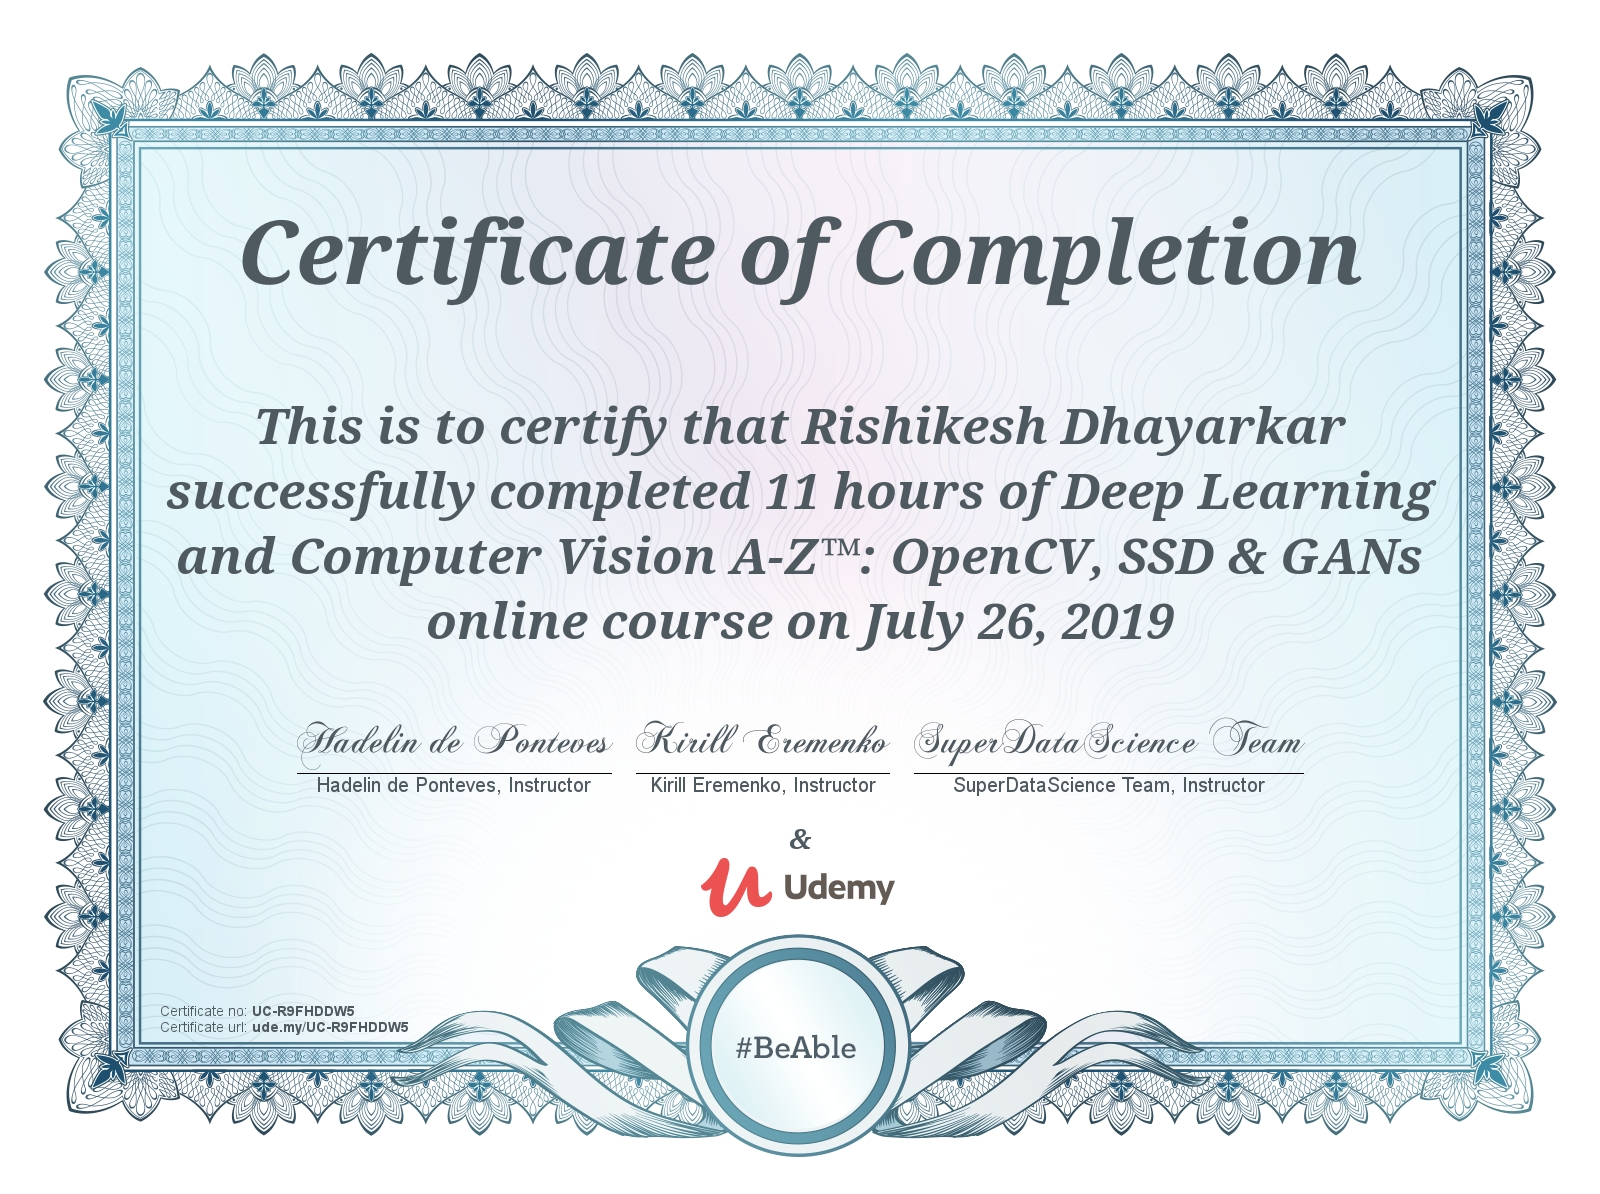 Certificate of Completion
This is to certify that Rishikesh Dhayarkar
successfully completed 11 hours of Deep Learning
and Computer Vision A-Z™: OpenCV, SSD & GANs
online course on July 26, 2019
Hadelin de Ponteves Kirill Eremenko SuperDataScience Team
Hadelin de Ponteves, Instructor Kirill Eremenko, Instructor SuperDataScience Team, Instructor
&
Udemy
Certificate no: UC-R9FHDDW5
Certificate url: ude.my/UC-R9FHDDW5
#BeAble